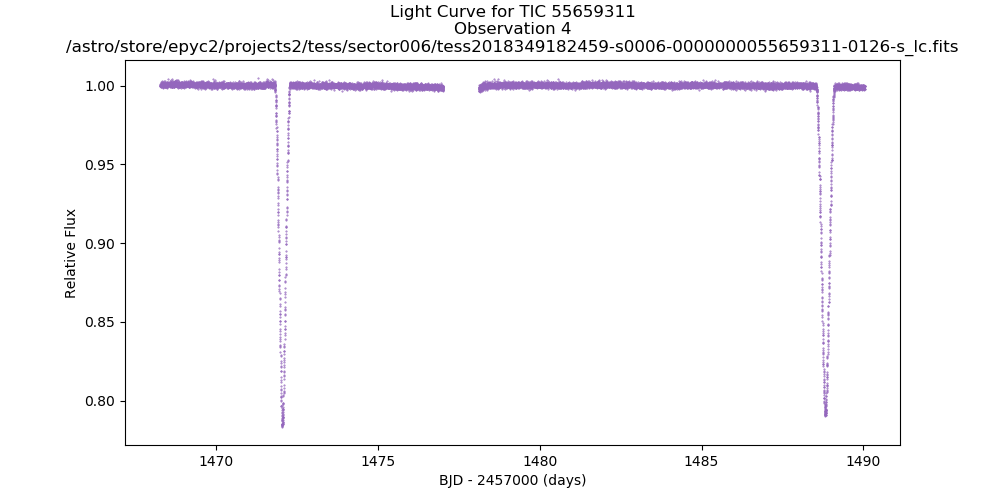 Light Curve for TIC 55659311
Observation 4
/astro/store/epyc2/projects2/tess/sector006/tess2018349182459-s0006-0000000055659311-0126-s_lc.fits
1.00
0.95
0.90
0.85
0.80
Relative Flux
1470
1475
1480
1485
1490
BJD - 2457000 (days)